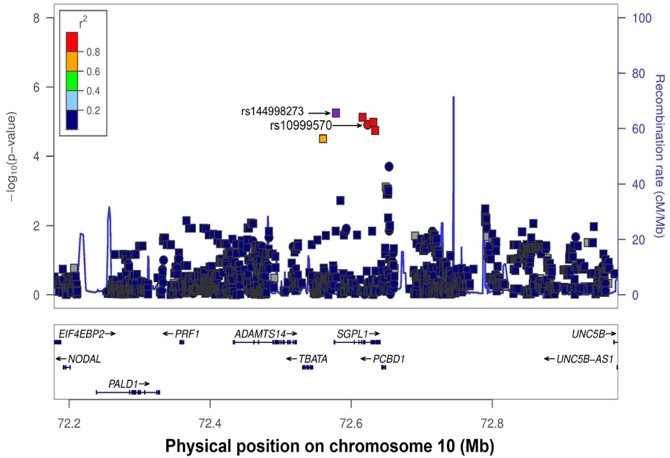 8
6
4
2
0
− log10(p−value)
r2
0.8
0.6
0.4
0.2
rs144998273
rs10999570
100
80
60
40
20
0
Recombination rate (cM/Mb)
EIF4EBP2
PRF1
ADAMTS14
SGPL1
UNC5B
NODAL
TBATA
PCBD1
UNC5B−AS1
PALD1
72.2
72.4
72.6
72.8
Physical position on chromosome 10 (Mb)